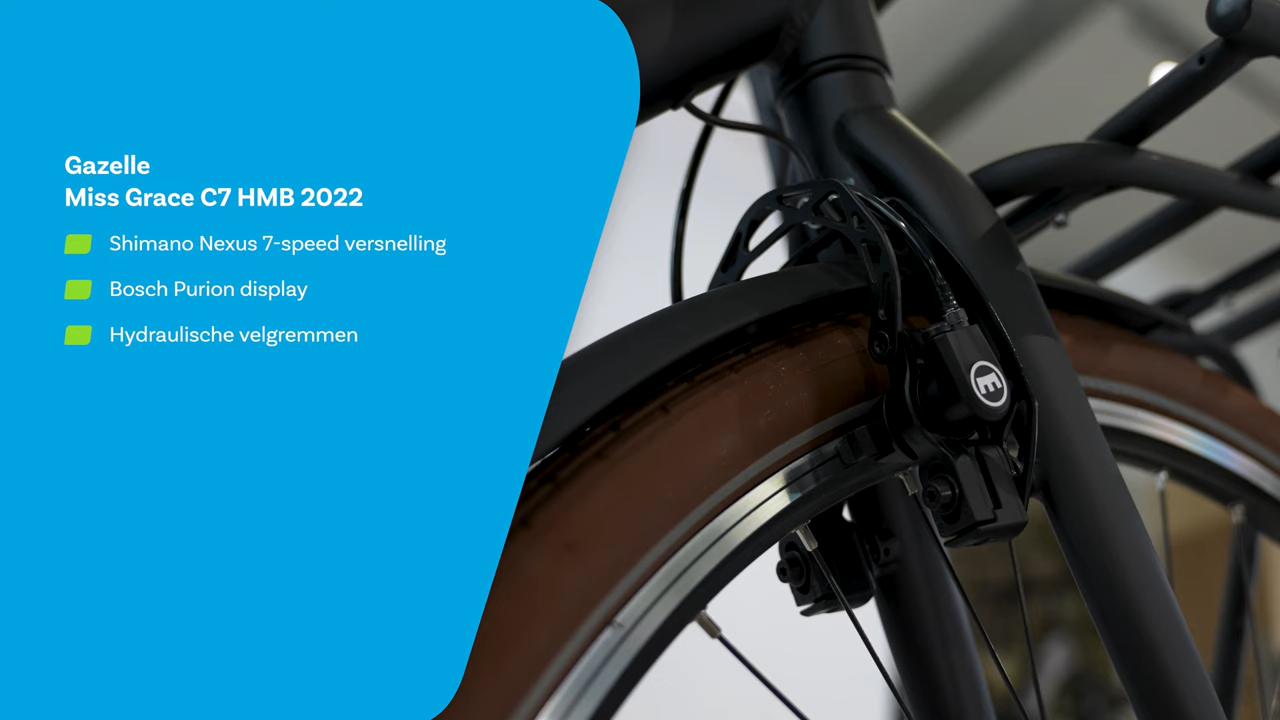 Gazelle
Miss Grace C7 HMB 2022
Shimano Nexus 7-speed versnelling
Bosch Purion display
Hydraulische velgremmen